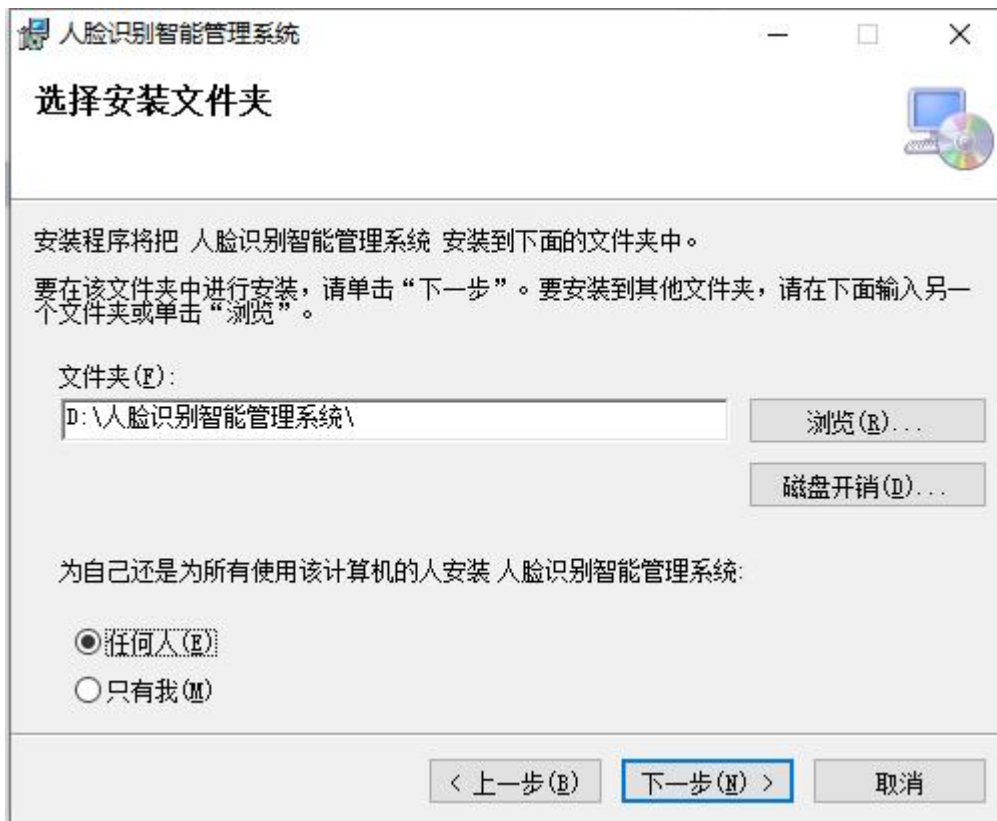 人脸识别智能管理系统
选择安装文件夹
安装程序将把 人脸识别智能管理系统 安装到下面的文件夹中。
要在该文件夹中进行安装，请单击“下一步”。要安装到其他文件夹，请在下面输入另一
个文件夹或单击“浏览”。
文件夹(F):
D:\人脸识别智能管理系统\
浏览(R)...
磁盘开销(D)...
为自己还是为所有使用该计算机的人安装 人脸识别智能管理系统:
任何人(E)
只有我(M)
< 上一步(B)
下一步(N) >
取消